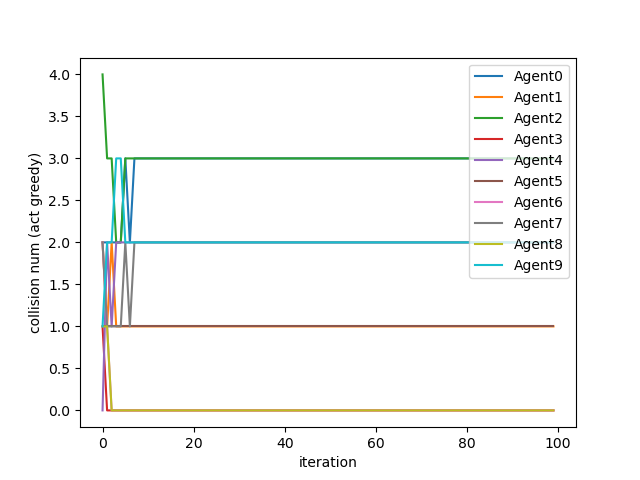 4.0
3.5
3.0
2.5
2.0
1.5
1.0
0.5
0.0
collision num (act greedy)
0
20
40
60
80
100
iteration
Agent0
Agent1
Agent2
Agent3
Agent4
Agent5
Agent6
Agent7
Agent8
Agent9